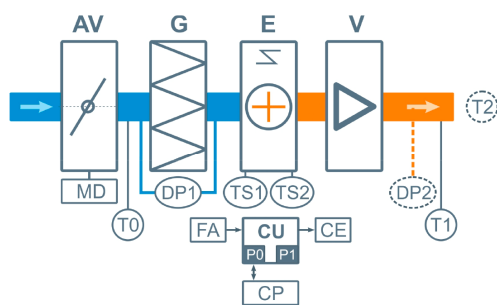 AV G E V
T2
MD DP1 TS1 TS2 DP2
T0 FA CU CE T1
P0 P1
CP